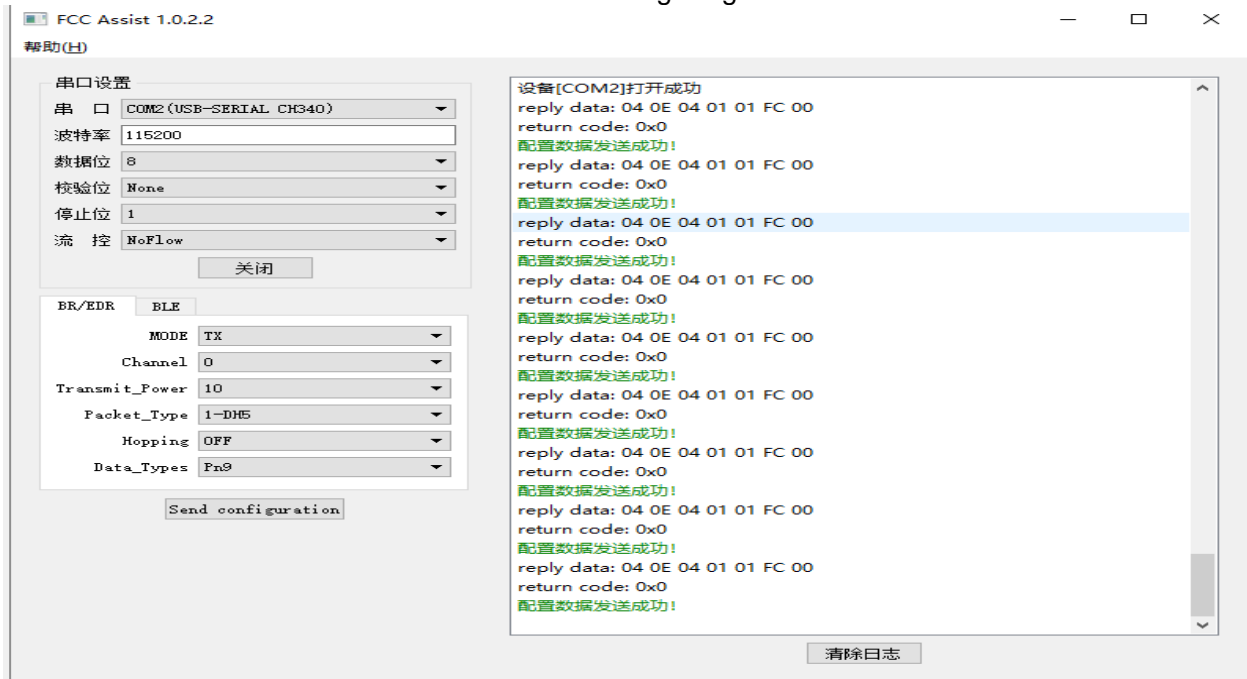 FCC Assist 1.0.2.2
帮助(H)
串口设置
串 口 COM2(USB-SERIAL CH340)
波特率 115200
数据位 8
校验位 None
停止位 1
流 控 NoFlow
关闭
BR/EDR BLE
MODE TX
Channel 0
Transmit_Power 10
Packet_Type 1-DH5
Hopping OFF
Data_Types Pn9
Send configuration
设备[COM2]打开成功
reply data: 04 0E 04 01 01 FC 00
return code: 0x0
配置数据发送成功!
reply data: 04 0E 04 01 01 FC 00
return code: 0x0
配置数据发送成功!
reply data: 04 0E 04 01 01 FC 00
return code: 0x0
配置数据发送成功!
reply data: 04 0E 04 01 01 FC 00
return code: 0x0
配置数据发送成功!
reply data: 04 0E 04 01 01 FC 00
return code: 0x0
配置数据发送成功!
reply data: 04 0E 04 01 01 FC 00
return code: 0x0
配置数据发送成功!
reply data: 04 0E 04 01 01 FC 00
return code: 0x0
配置数据发送成功!
reply data: 04 0E 04 01 01 FC 00
return code: 0x0
配置数据发送成功!
reply data: 04 0E 04 01 01 FC 00
return code: 0x0
配置数据发送成功!
清除日志